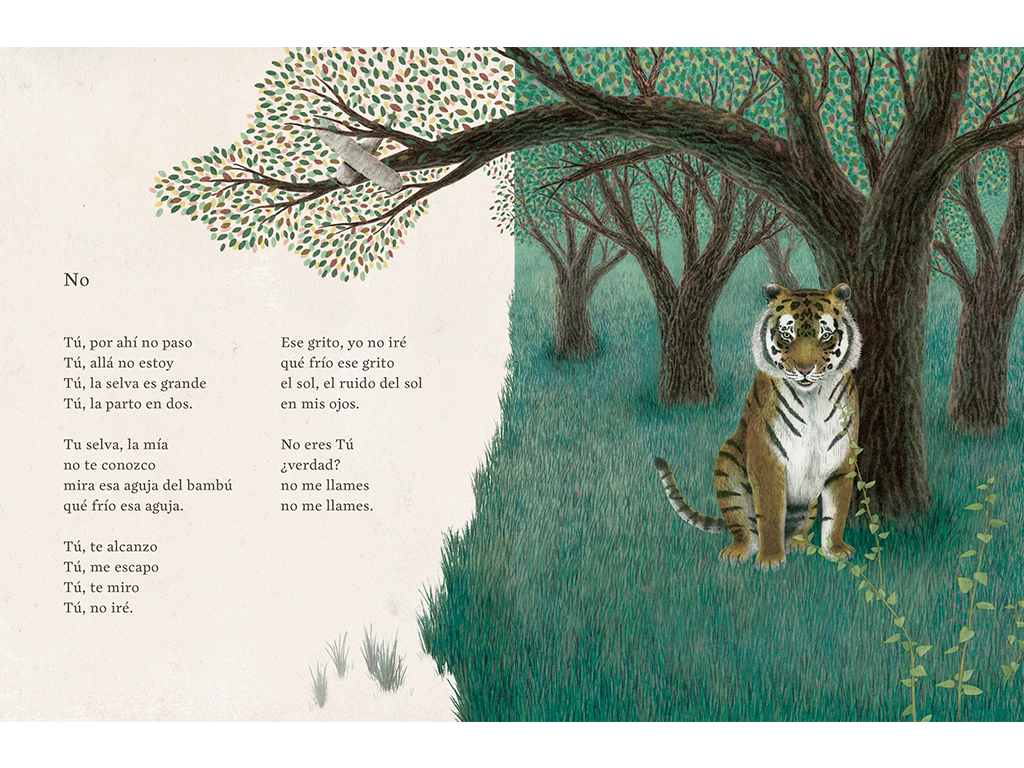 No
Tú, por ahí no paso
Tú, allá no estoy
Tú, la selva es grande
Tú, la parto en dos.
Tu selva, la mía
no te conozco
mira esa aguja del bambú
qué frío esa aguja.
Tú, te alcanzo
Tú, me escapo
Tú, te miro
Tú, no iré.
Ese grito, yo no iré
qué frío ese grito
el sol, el ruido del sol
en mis ojos.
No eres Tú
¿verdad?
no me llames
no me llames.